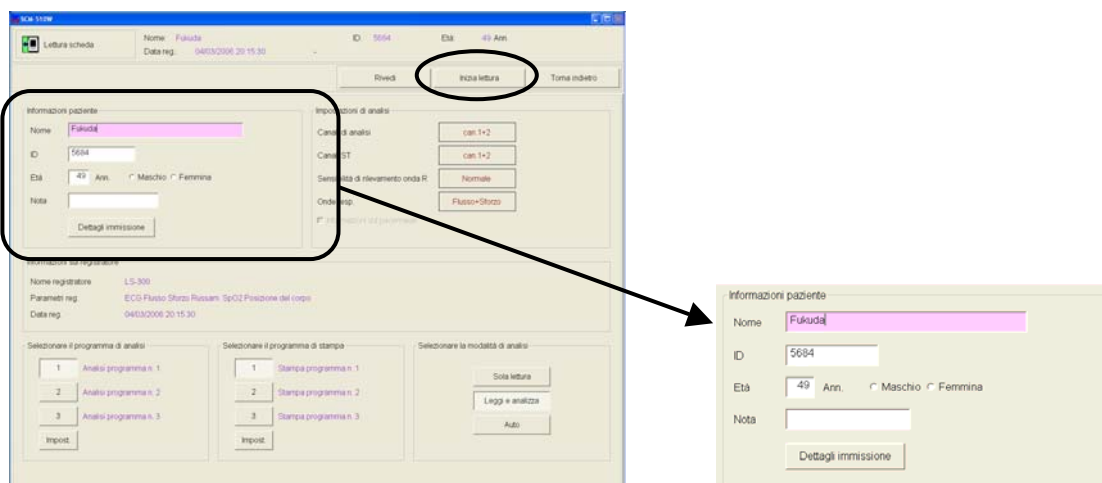 SCM-510W
Lettura scheda
Nome Fukuda ID 5684 Età 49 Ann.
Data reg. 04/03/2006 20:15.30 -
Rivedi Inizia lettura Torna indietro
Informazioni paziente
Nome Fukuda
ID 5684
Età 49 Ann. Maschio Femmina
Nota
Dettagli immissione
Impostazioni di analisi
Canali di analisi can.1+2
Canali ST can.1+2
Sensibilità di rilevamento onda R Normale
Onde resp. Flusso+Sforzo
Informazioni sul registratore
Nome registratore LS-300
Parametri reg. ECG Flusso Sforzo Russam. SpO2 Posizione del corpo
Data reg. 04/03/2006 20:15.30
Selezionare il programma di analisi
1 Analisi programma n. 1
2 Analisi programma n. 2
3 Analisi programma n. 3
Impost.
Selezionare il programma di stampa
1 Stampa programma n. 1
2 Stampa programma n. 2
3 Stampa programma n. 3
Impost.
Selezionare la modalità di analisi
Sola lettura
Leggi e analizza
Auto
Informazioni paziente
Nome Fukuda
ID 5684
Età 49 Ann. Maschio Femmina
Nota
Dettagli immissione